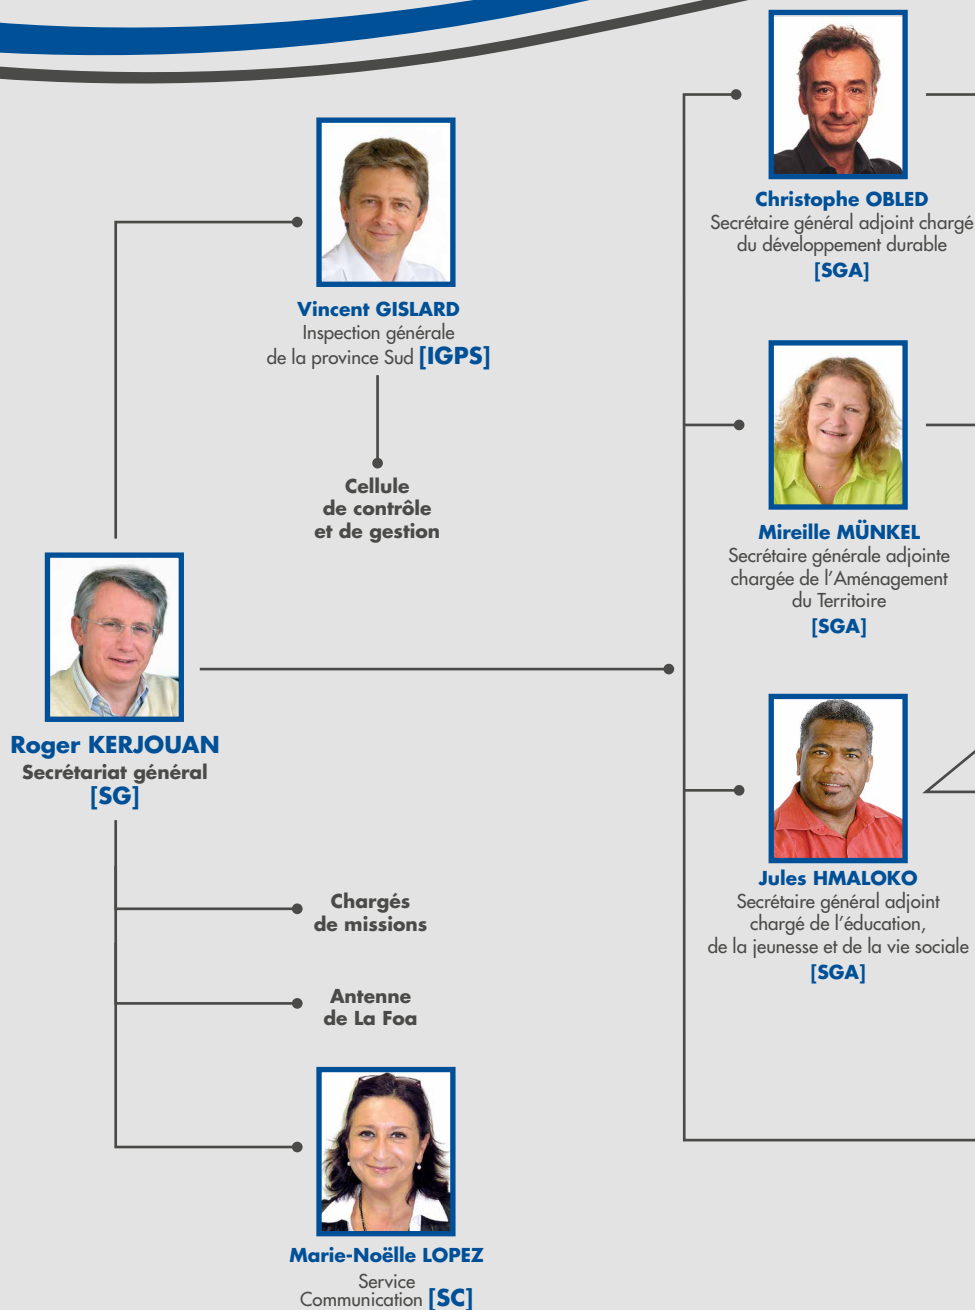 Christophe OBLED
Secrétaire général adjoint chargé
du développement durable
[SGA]
Vincent GISLARD
Inspection générale
de la province Sud [IGPS]
Cellule
de contrôle
et de gestion
Mireille MÜNKEL
Secrétaire générale adjointe
chargée de l'Aménagement
du Territoire
[SGA]
Roger KERJOUAN
Secrétariat général
[SG]
Jules HMALOKO
Secrétaire général adjoint
chargé de l'éducation,
de la jeunesse et de la vie sociale
[SGA]
Chargés
de missions
Antenne
de La Foa
Marie-Noëlle LOPEZ
Service
Communication [SC]